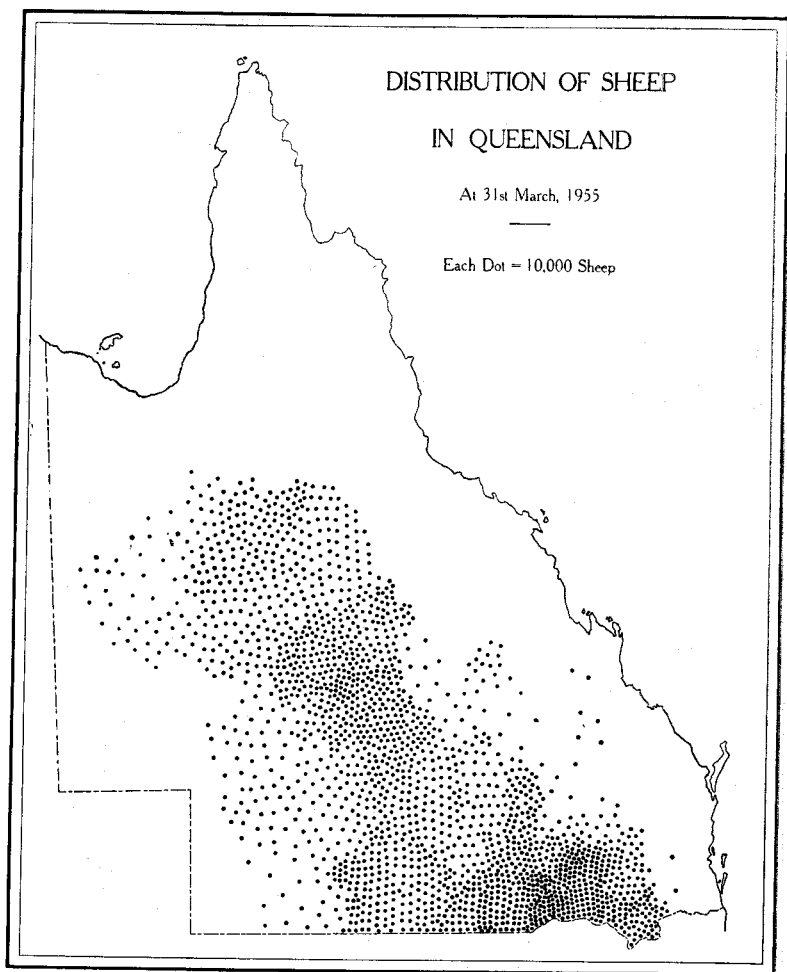 DISTRIBUTION OF SHEEP
IN QUEENSLAND
At 31st March, 1955
Each Dot = 10,000 Sheep